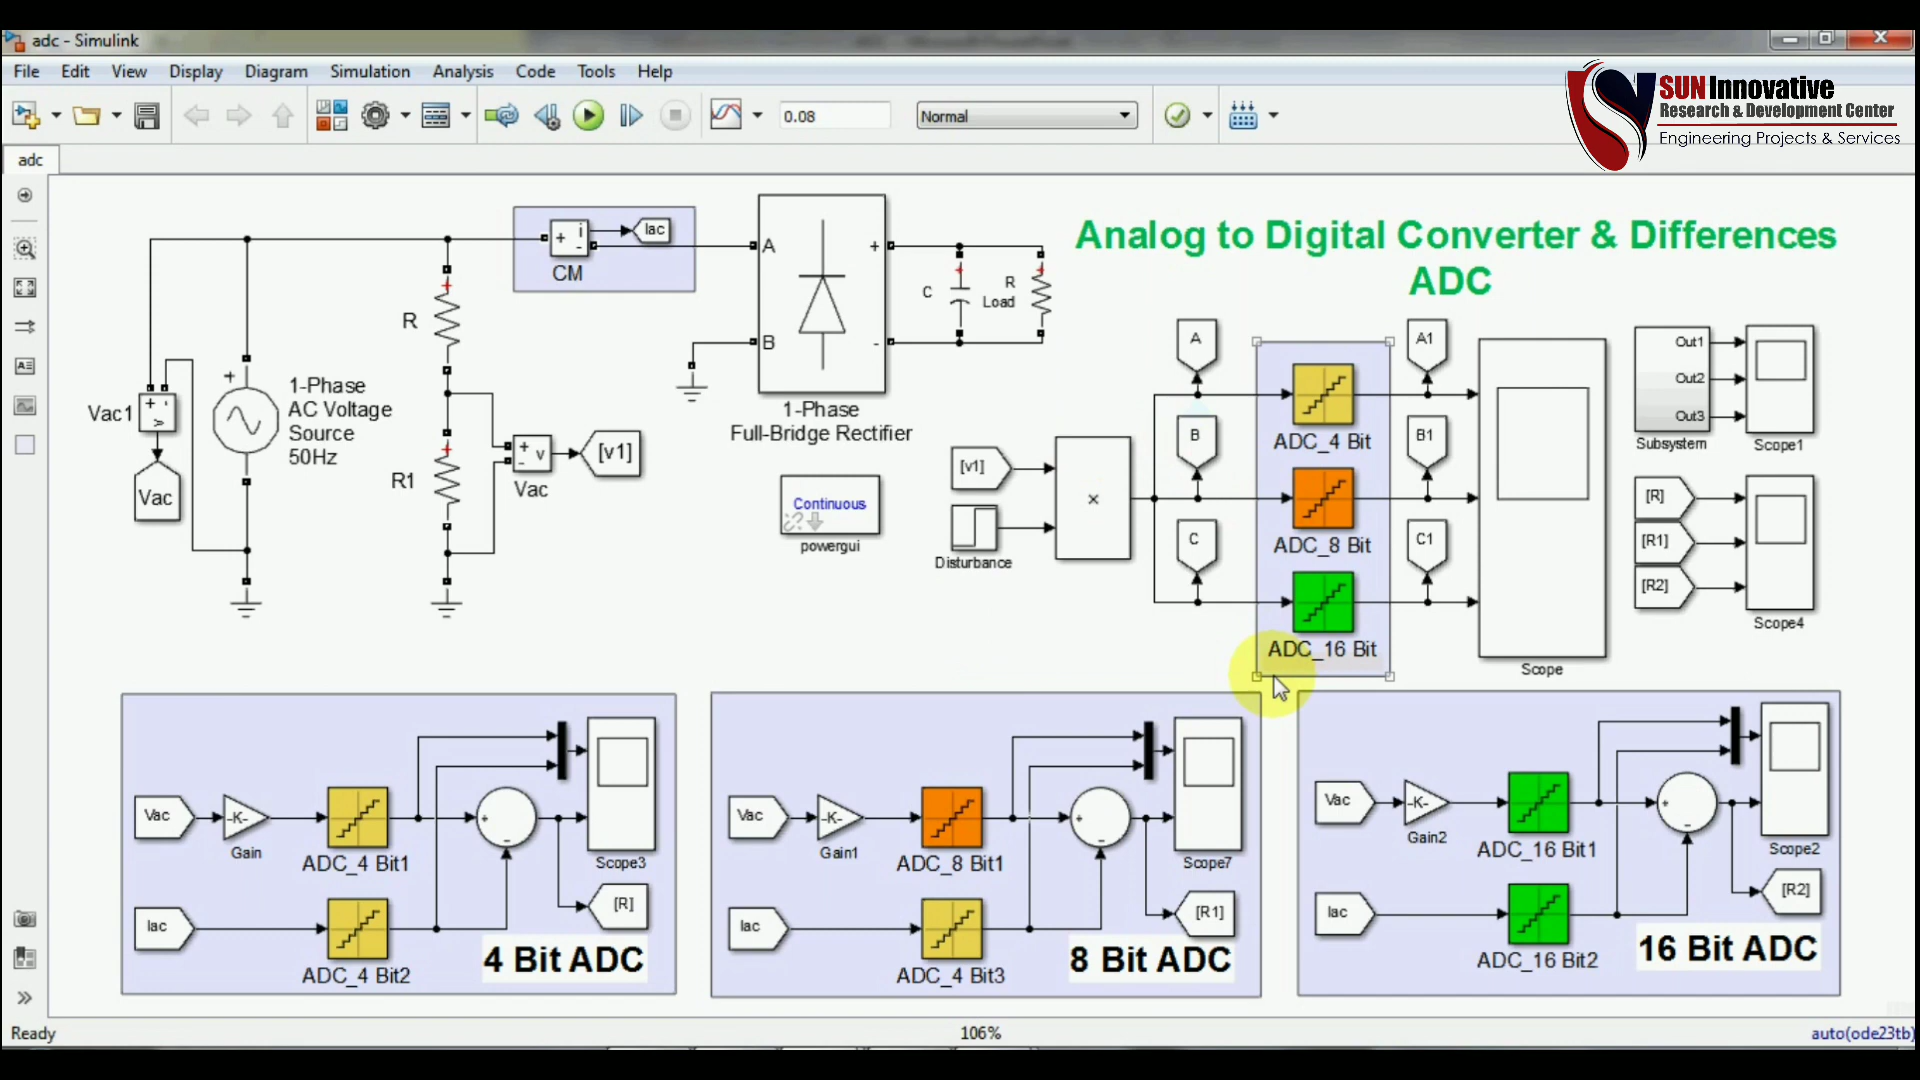 adc - Simulink
File Edit View Display Diagram Simulation Analysis Code Tools Help
0.08
Normal
SUN Innovative
Research & Development Center
Engineering Projects & Services
adc
Analog to Digital Converter & Differences
ADC
i
+
-
Iac
CM
A
B
+
-
C
R
Load
1-Phase
Full-Bridge Rectifier
R
R1
Vac1
Vac
1-Phase
AC Voltage
Source
50Hz
+
-
v
Vac
[v1]
Continuous
powergui
[v1]
Disturbance
×
A
B
C
ADC_4 Bit
ADC_8 Bit
ADC_16 Bit
A1
B1
C1
Scope
Out1
Out2
Out3
Subsystem
Scope1
[R]
[R1]
[R2]
Scope4
Vac
-K-
Gain
ADC_4 Bit1
Scope3
Iac
ADC_4 Bit2
[R]
4 Bit ADC
Vac
-K-
Gain1
ADC_8 Bit1
Scope7
Iac
ADC_4 Bit3
[R1]
8 Bit ADC
Vac
-K-
Gain2
ADC_16 Bit1
Scope2
Iac
ADC_16 Bit2
[R2]
16 Bit ADC
Ready
106%
auto(ode23tb)